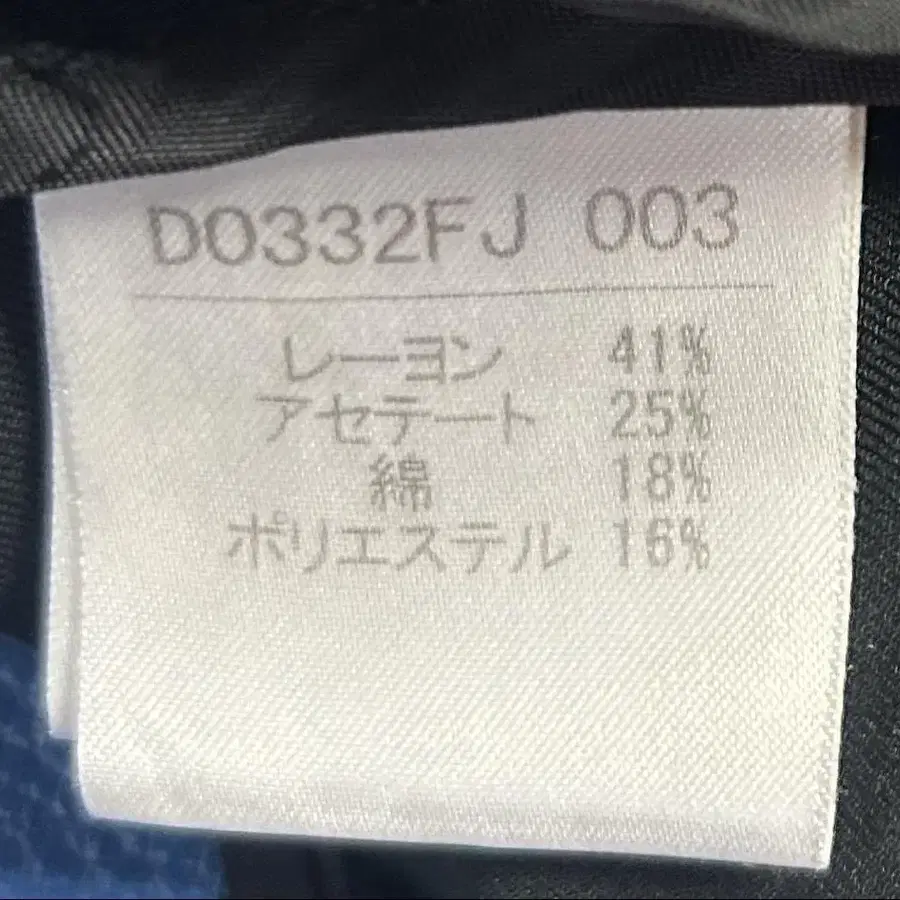 D0332FJ 003
レーヨン 41%
アセテート 25%
綿 18%
ポリエステル 16%